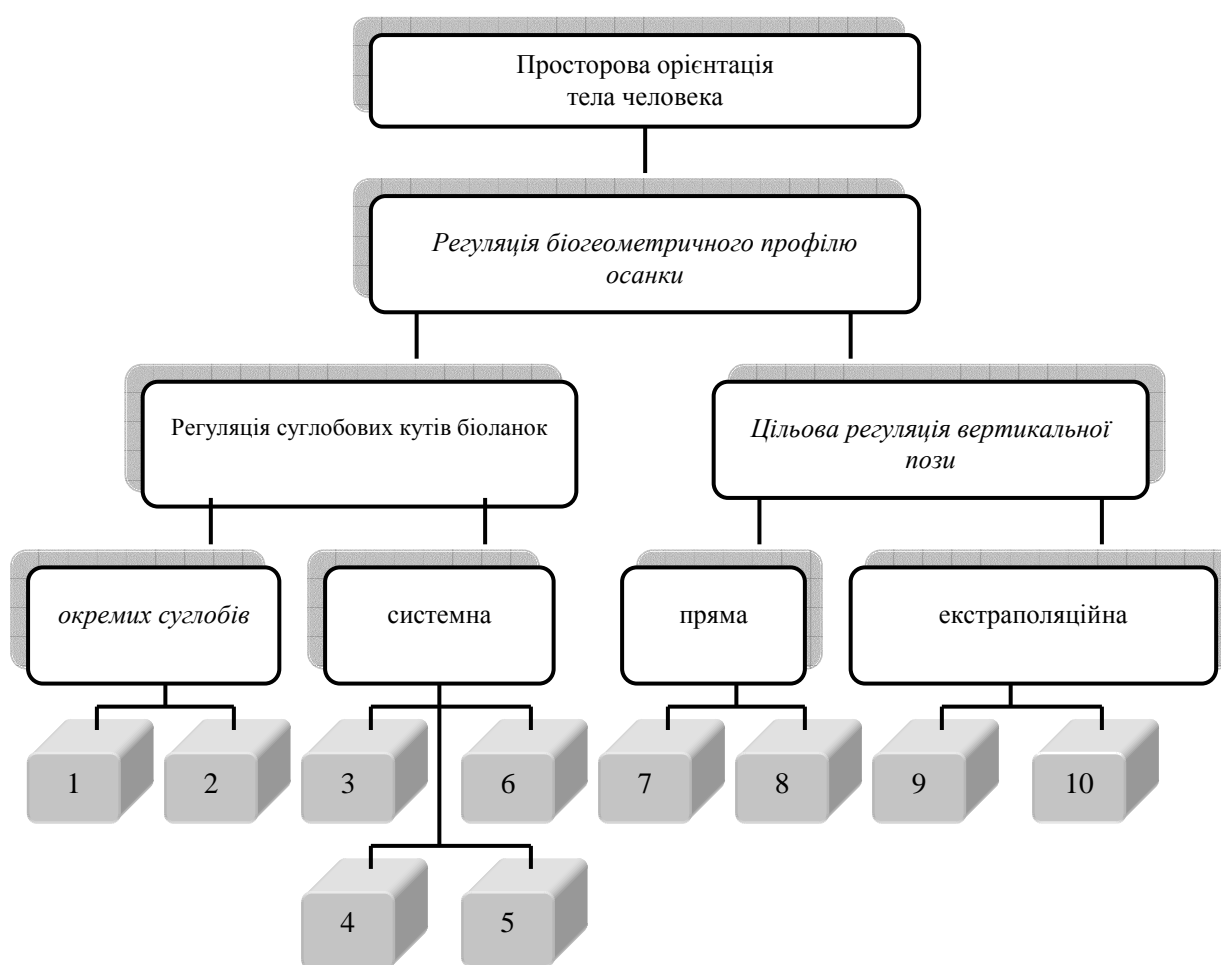 Просторова орієнтація
тела человека
Регуляція біогеометричного профілю
осанки
Регуляція суглобових кутів біоланок
Цільова регуляція вертикальної
пози
окремих суглобів
системна
пряма
екстраполяційна
1
2
3
6
7
8
9
10
4
5